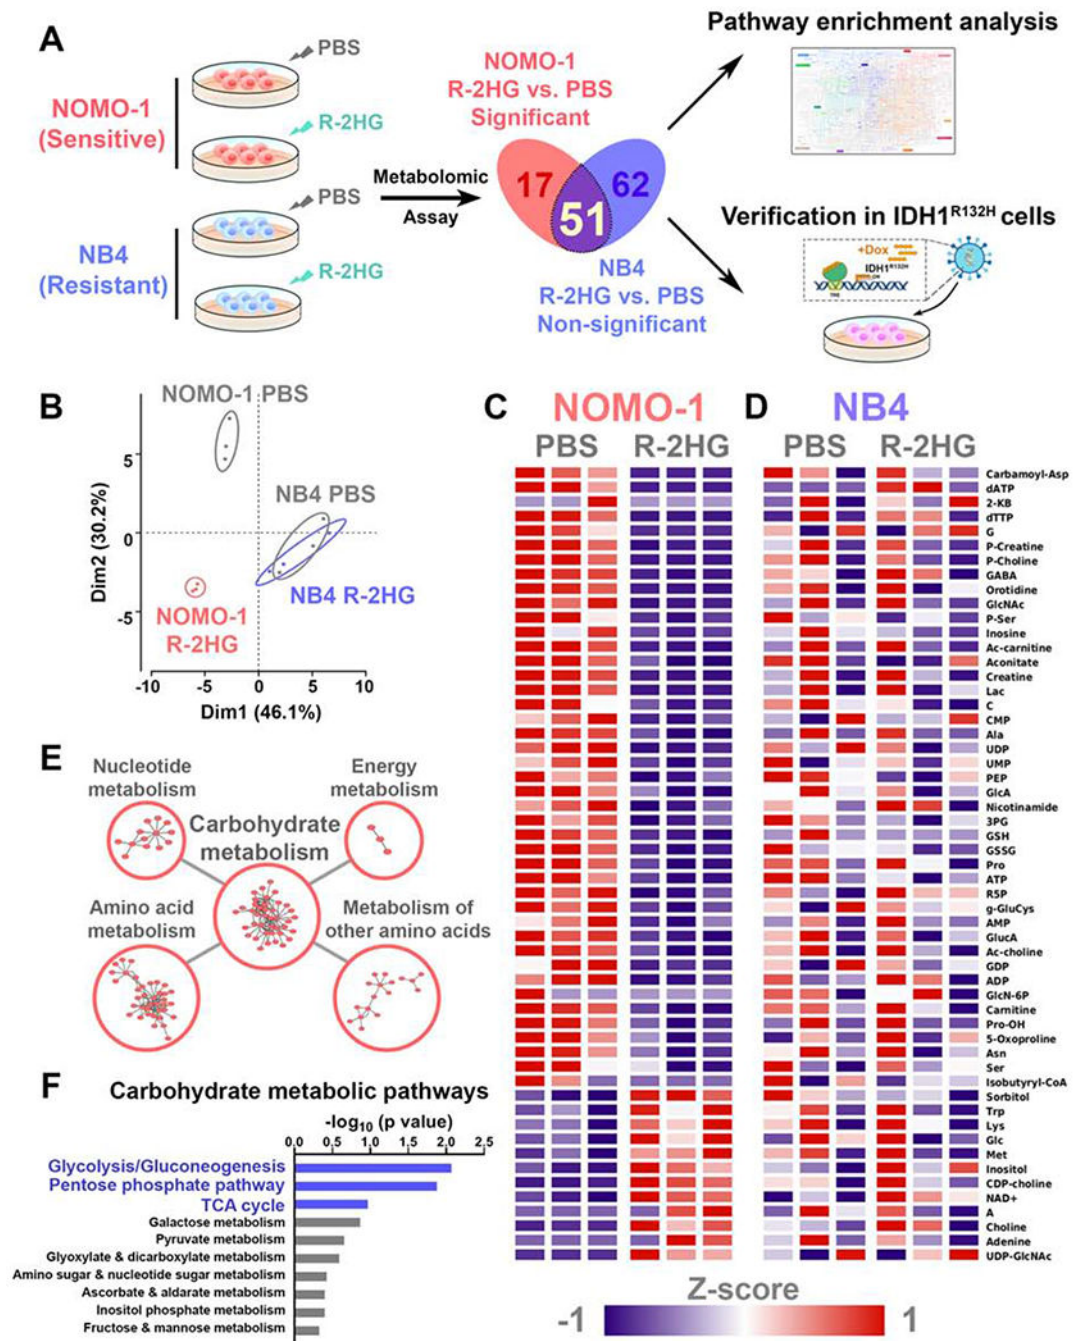 A
PBS
NOMO-1
(Sensitive)
R-2HG
PBS
NB4
(Resistant)
R-2HG
Metabolomic
Assay
NOMO-1
R-2HG vs. PBS
Significant
17
62
51
NB4
R-2HG vs. PBS
Non-significant
Pathway enrichment analysis
Verification in IDH1R132H cells
+Dox
IDH1R132H
ON
TRE
B
NOMO-1 PBS
NB4 PBS
NB4 R-2HG
NOMO-1
R-2HG
Dim2 (30.2%)
5
0
-5
-10
-5
0
5
10
Dim1 (46.1%)
C
NOMO-1
PBS
R-2HG
D
NB4
PBS
R-2HG
Carbamoyl-Asp
dATP
2-KB
dTTP
G
P-Creatine
P-Choline
GABA
Orotidine
GlcNAc
P-Ser
Inosine
Ac-carnitine
Aconitate
Creatine
Lac
C
CMP
Ala
UDP
UMP
PEP
GlcA
Nicotinamide
3PG
GSH
GSSG
Pro
ATP
R5P
g-GluCys
AMP
GlucA
Ac-choline
GDP
ADP
GlcN-6P
Carnitine
Pro-OH
5-Oxoproline
Asn
Ser
Isobutyryl-CoA
Sorbitol
Trp
Lys
Glc
Met
Inositol
CDP-choline
NAD+
A
Choline
Adenine
UDP-GlcNAc
Z-score
-1
1
E
Nucleotide
metabolism
Energy
metabolism
Carbohydrate
metabolism
Amino acid
metabolism
Metabolism of
other amino acids
F
Carbohydrate metabolic pathways
-log10 (p value)
0.0 0.5 1.0 1.5 2.0 2.5
Glycolysis/Gluconeogenesis
Pentose phosphate pathway
TCA cycle
Galactose metabolism
Pyruvate metabolism
Glyoxylate & dicarboxylate metabolism
Amino sugar & nucleotide sugar metabolism
Ascorbate & aldarate metabolism
Inositol phosphate metabolism
Fructose & mannose metabolism